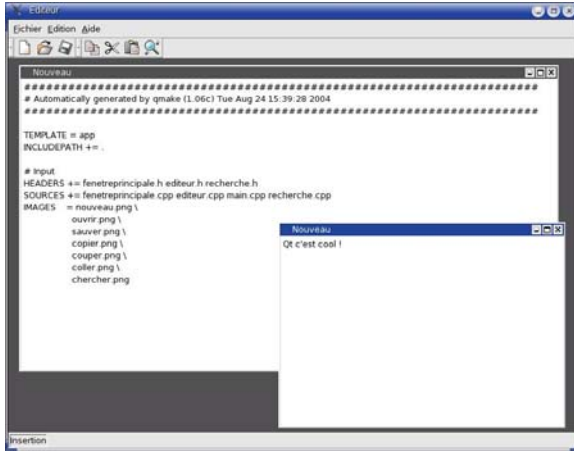 Editeur
Fichier Edition Aide
Nouveau
######################################################################
# Automatically generated by qmake (1.06c) Tue Aug 24 15:39:28 2004
######################################################################
TEMPLATE = app
INCLUDEPATH += .
# Input
HEADERS += fenetreprincipale.h editeur.h recherche.h
SOURCES += fenetreprincipale.cpp editeur.cpp main.cpp recherche.cpp
IMAGES = nouveau.png \
ouvrir.png \
sauver.png \
copier.png \
couper.png \
coller.png \
chercher.png
Nouveau
Qt c'est cool !
Insertion